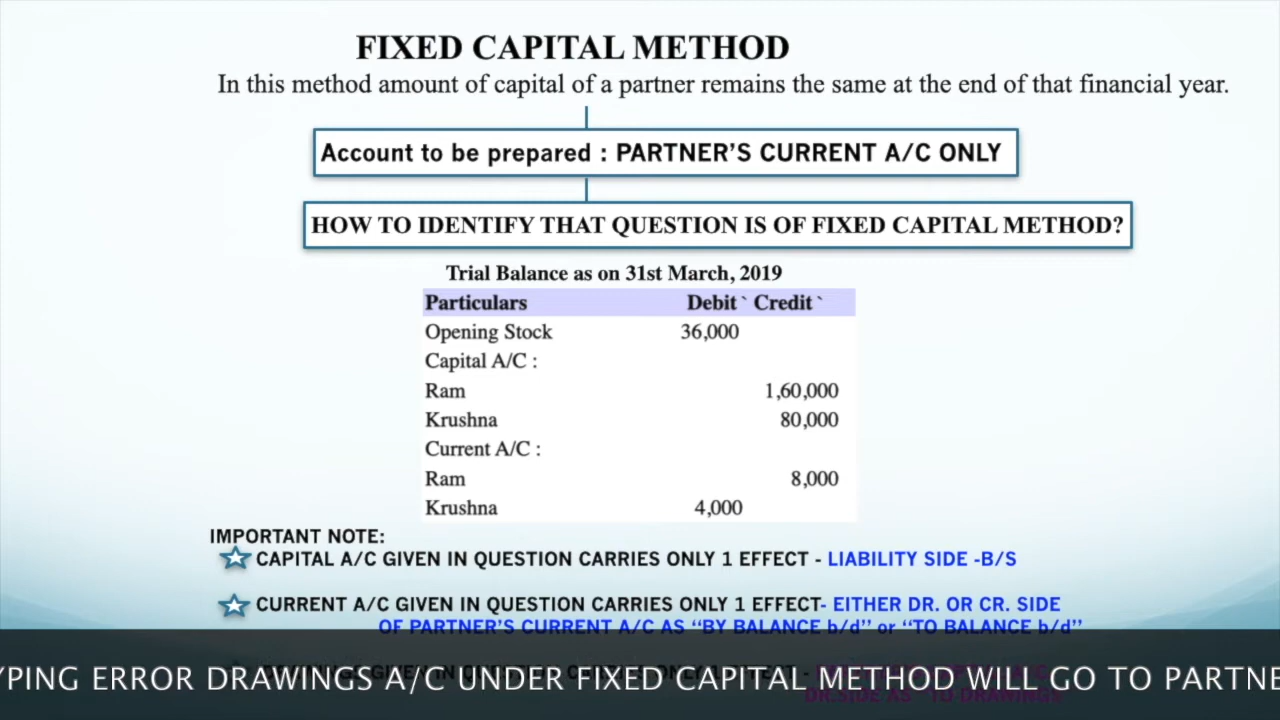 FIXED CAPITAL METHOD
In this method amount of capital of a partner remains the same at the end of that financial year.
Account to be prepared : PARTNER'S CURRENT A/C ONLY
HOW TO IDENTIFY THAT QUESTION IS OF FIXED CAPITAL METHOD?
Trial Balance as on 31st March, 2019
Particulars Debit ` Credit `
Opening Stock 36,000
Capital A/C :
Ram 1,60,000
Krushna 80,000
Current A/C :
Ram 8,000
Krushna 4,000
IMPORTANT NOTE:
CAPITAL A/C GIVEN IN QUESTION CARRIES ONLY 1 EFFECT - LIABILITY SIDE -B/S
CURRENT A/C GIVEN IN QUESTION CARRIES ONLY 1 EFFECT- EITHER DR. OR CR. SIDE
OF PARTNER'S CURRENT A/C AS "BY BALANCE b/d" or "TO BALANCE b/d"
YPING ERROR DRAWINGS A/C UNDER FIXED CAPITAL METHOD WILL GO TO PARTNE
DR.SIDE AS "TO DRAWINGS